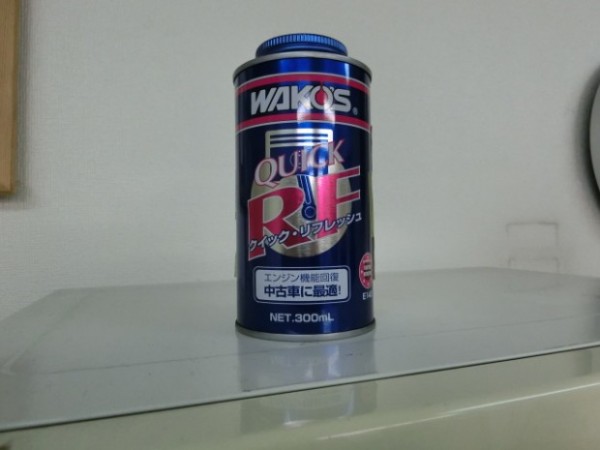 WAKO'S®
QUICK
RIF
クイック・リフレッシュ
エンジン機能回復
中古車に最適!
NET.300mL